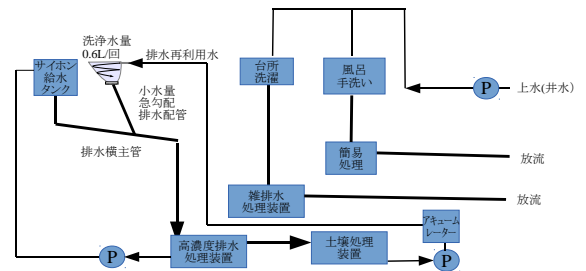 洗浄水量
0.6L/回
排水再利用水
サイホン
給水
タンク
小水量
急勾配
排水配管
台所
洗濯
風呂
手洗い
P
上水(井水)
排水横主管
簡易
処理
放流
雑排水
処理装置
放流
アキューム
レーター
P
高濃度排水
処理装置
土壌処理
装置
P